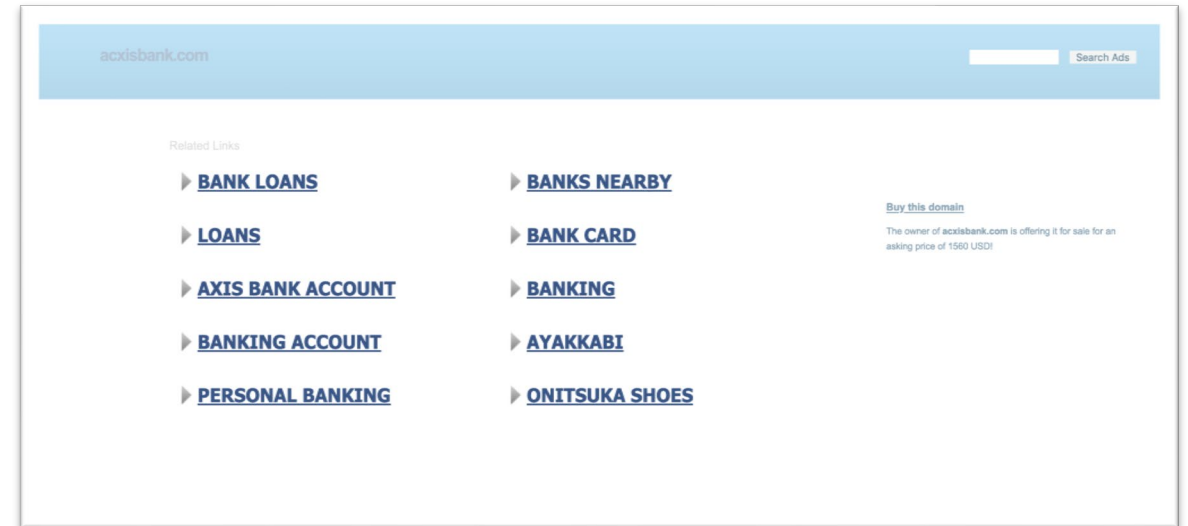 acxisbank.com
Search Ads
Related Links
BANK LOANS
BANKS NEARBY
LOANS
BANK CARD
AXIS BANK ACCOUNT
BANKING
BANKING ACCOUNT
AYAKKABI
PERSONAL BANKING
ONITSUKA SHOES
Buy this domain
The owner of acxisbank.com is offering it for sale for an
asking price of 1560 USD!